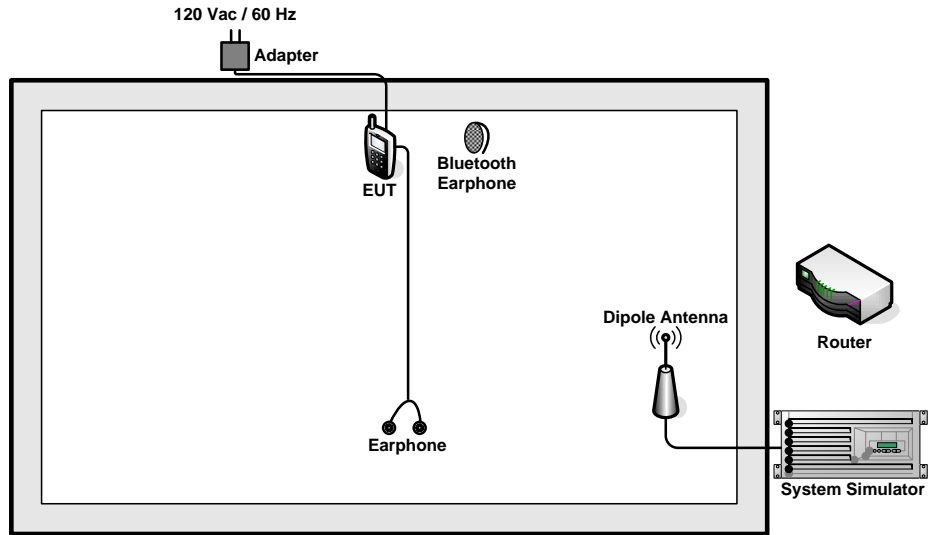 120 Vac / 60 Hz
Adapter
EUT
Bluetooth
Earphone
Dipole Antenna
Router
Earphone
System Simulator